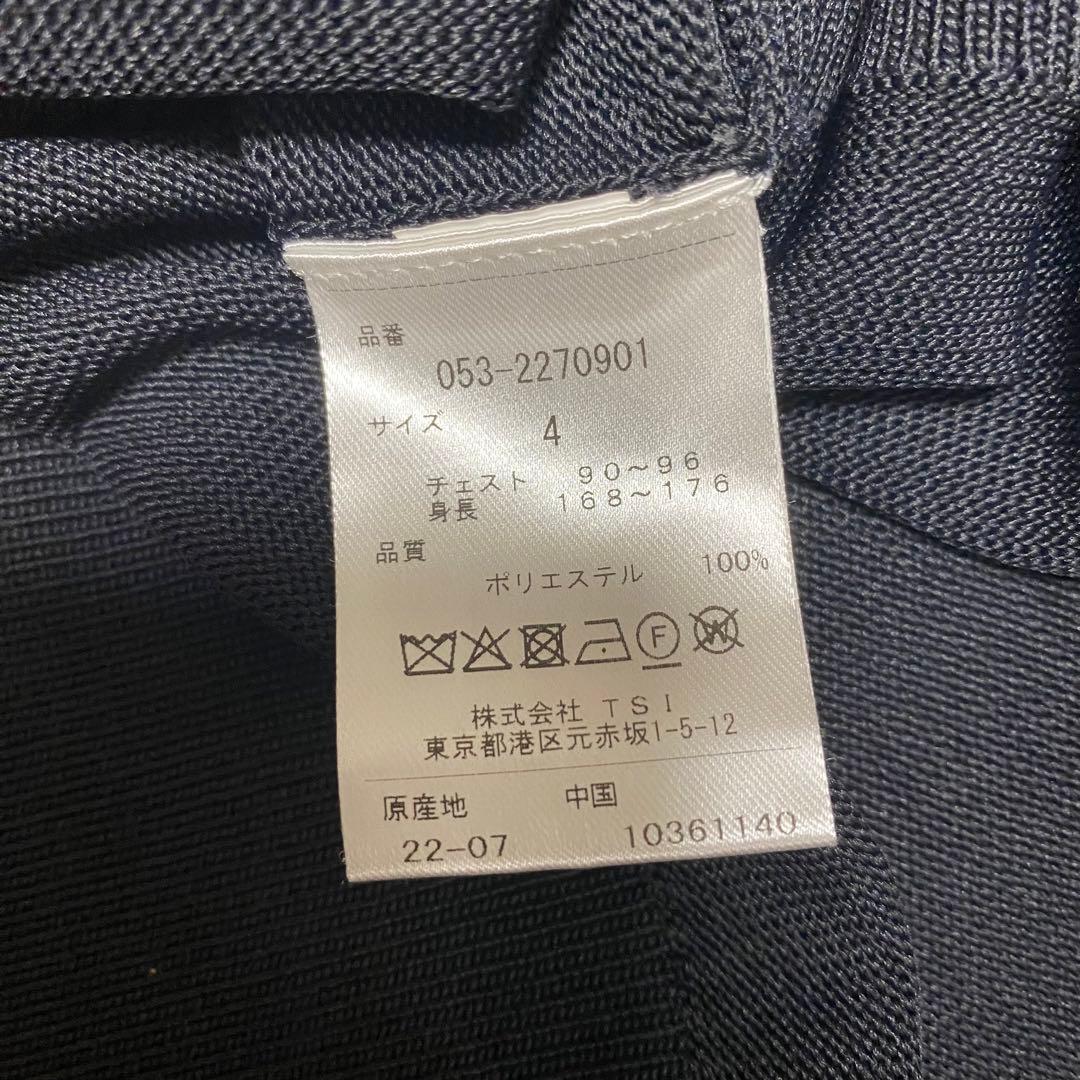 品番
053-2270901
サイズ 4
チェスト 90～96
身長 168～176
品質
ポリエステル 100%
F
W
株式会社 TSI
東京都港区元赤坂1-5-12
原産地 中国
22-07 10361140